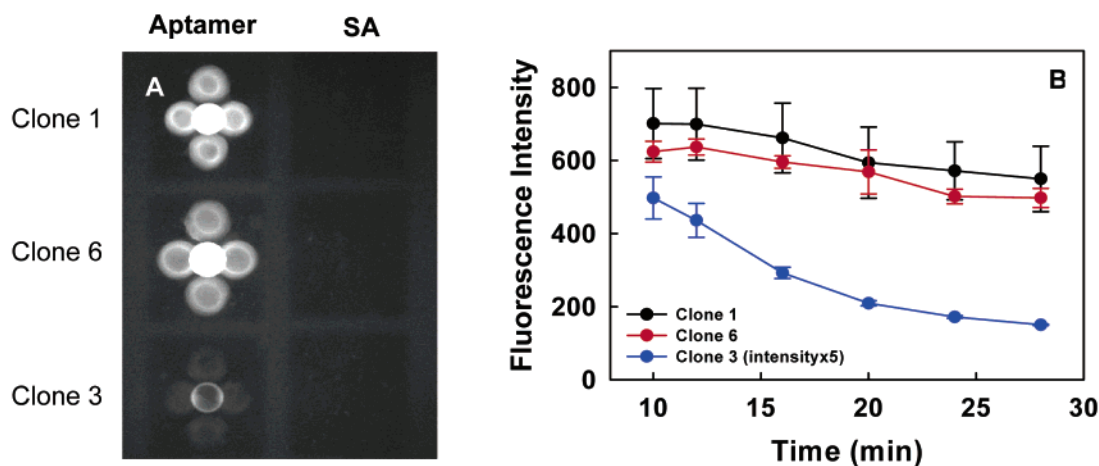 Aptamer SA
A
Clone 1
Clone 6
Clone 3
B
Fluorescence Intensity
800
600
400
200
0
Clone 1
Clone 6
Clone 3 (intensityx5)
10 15 20 25 30
Time (min)